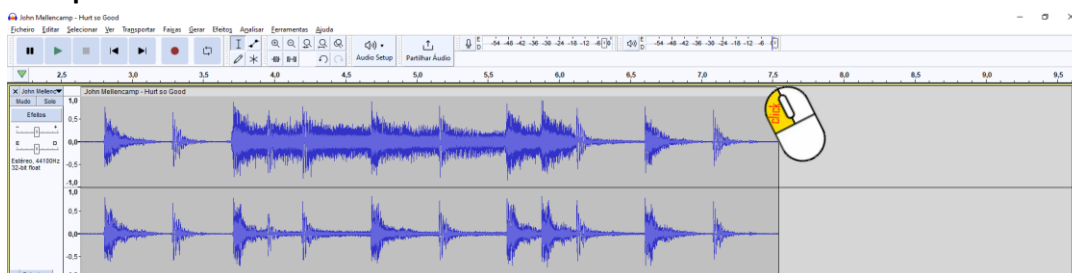 John Mellencamp - Hurt so Good
Ficheiro Editar Selecionar Ver Transportar Faixas Gerar Efeitos Analisar Ferramentas Ajuda
E D -54 -48 -42 -36 -30 -24 -18 -12 -6 0 E D -54 -48 -42 -36 -30 -24 -18 -12 -6
Audio Setup Partilhar Áudio
2,5 3,0 3,5 4,0 4,5 5,0 5,5 6,0 6,5 7,0 7,5 8,0 8,5 9,0 9,5
X John Mellenc John Mellencamp - Hurt so Good
Mudo Solo 1,0
Efeitos 0,5-
- +
0,0-
E D
Estéreo, 44100Hz -0,5-
32-bit float
-1,0
1,0
0,5-
0,0-
-0,5-
click